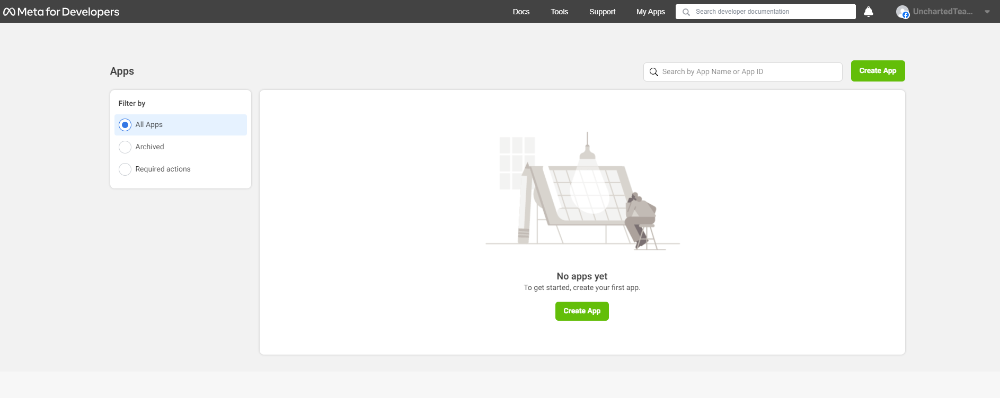 Meta for Developers
Docs
Tools
Support
My Apps
Search developer documentation
UnchartedTea...
Apps
Search by App Name or App ID
Create App
Filter by
All Apps
Archived
Required actions
No apps yet
To get started, create your first app.
Create App